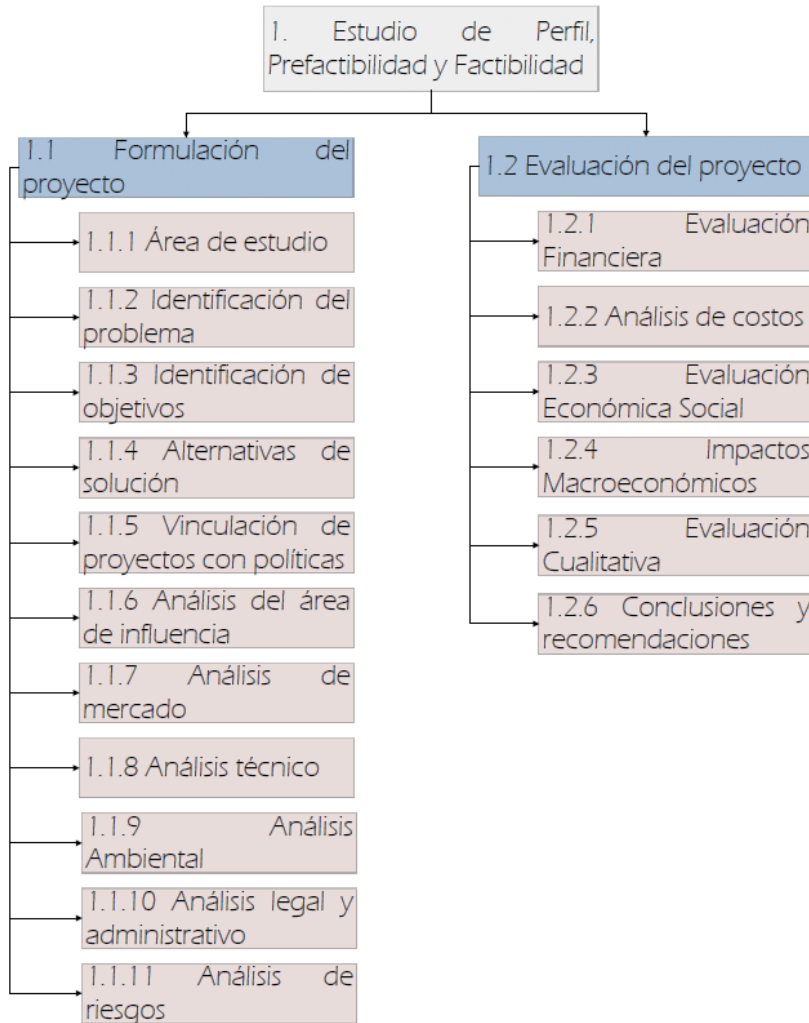 1. Estudio de Perfil,
Prefactibilidad y Factibilidad
1.1 Formulación del
proyecto
1.1.1 Área de estudio
1.1.2 Identificación del
problema
1.1.3 Identificación de
objetivos
1.1.4 Alternativas de
solución
1.1.5 Vinculación de
proyectos con políticas
1.1.6 Análisis del área
de influencia
1.1.7 Análisis de
mercado
1.1.8 Análisis técnico
1.1.9 Análisis
Ambiental
1.1.10 Análisis legal y
administrativo
1.1.11 Análisis de
riesgos
1.2 Evaluación del proyecto
1.2.1 Evaluación
Financiera
1.2.2 Análisis de costos
1.2.3 Evaluación
Económica Social
1.2.4 Impactos
Macroeconómicos
1.2.5 Evaluación
Cualitativa
1.2.6 Conclusiones y
recomendaciones